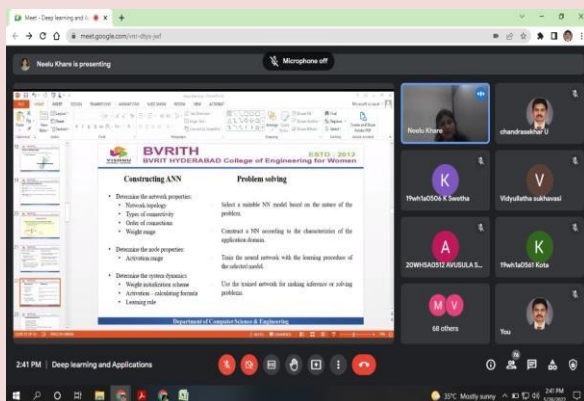 Meet - Deep learning and
meet.google.com/vnr-dtyx-jwf
Neelu Khare is presenting
Microphone off
BVRITH
ESTD : 2012
BVRIT HYDERABAD College of Engineering for Women
VISHNU
Constructing ANN
Problem solving
• Determine the network properties:
• Network topology
• Types of connectivity
• Order of connections
• Weight range
Select a suitable NN model based on the nature of the
problem.
Construct a NN according to the characteristics of the
application domain.
• Determine the node properties:
• Activation range
Train the neural network with the learning procedure of
the selected model.
• Determine the system dynamics
• Weight initialization scheme
• Activation – calculating formula
• Learning rule
Use the trained network for making inference or solving
problems.
Department of Computer Science & Engineering
Neelu Khare
chandrasekhar U
K
19wh1a0506 K Swetha
V
Vidyullatha sukhavasi
A
20WH5A0512 AVUSULA S...
K
19wh1a0561 Kota
M V
68 others
You
2:41 PM | Deep learning and Applications
35°C Mostly sunny
2:41 PM